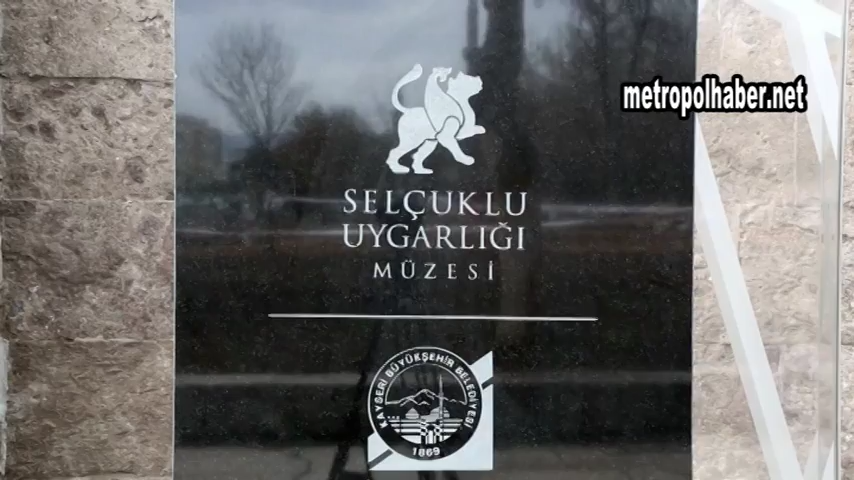 metropolhaber.net
SELÇUKLU
UYGARLIĞI
MÜZESİ
KAYSERİ BÜYÜKŞEHİR BELEDİYESİ
1869